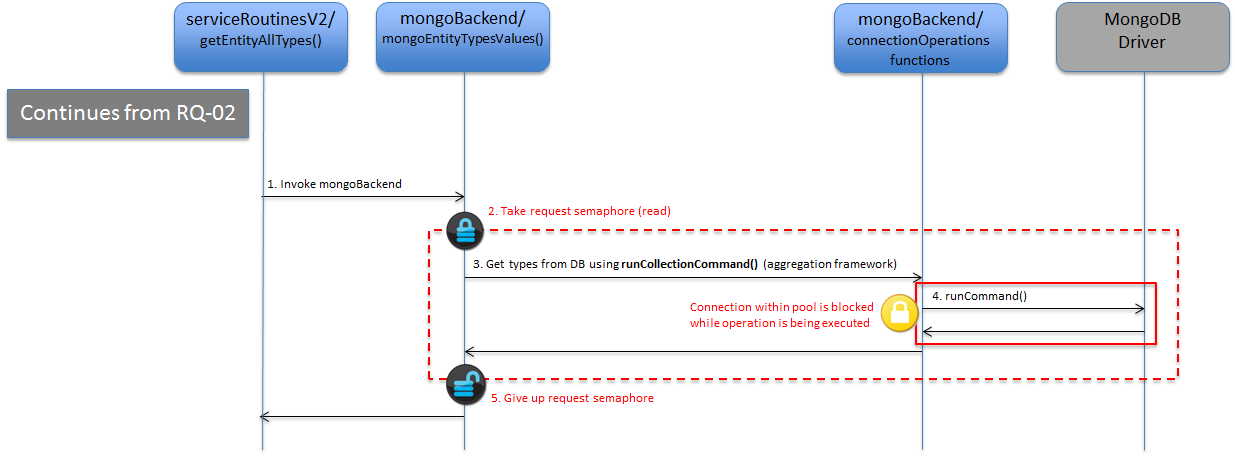 serviceRoutinesV2/
getEntityAllTypes()
mongoBackend/
mongoEntityTypesValues()
mongoBackend/
connectionOperations
functions
MongoDB
Driver
Continues from RQ-02
1. Invoke mongoBackend
2. Take request semaphore (read)
3. Get types from DB using runCollectionCommand() (aggregation framework)
4. runCommand()
Connection within pool is blocked
while operation is being executed
5. Give up request semaphore